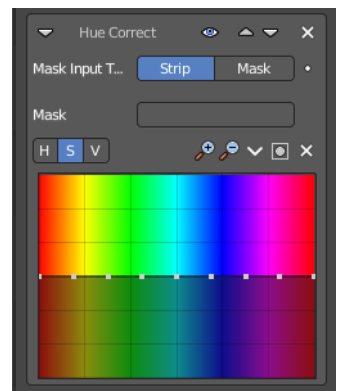 Hue Correct
Mask Input T... Strip Mask
Mask
H S V